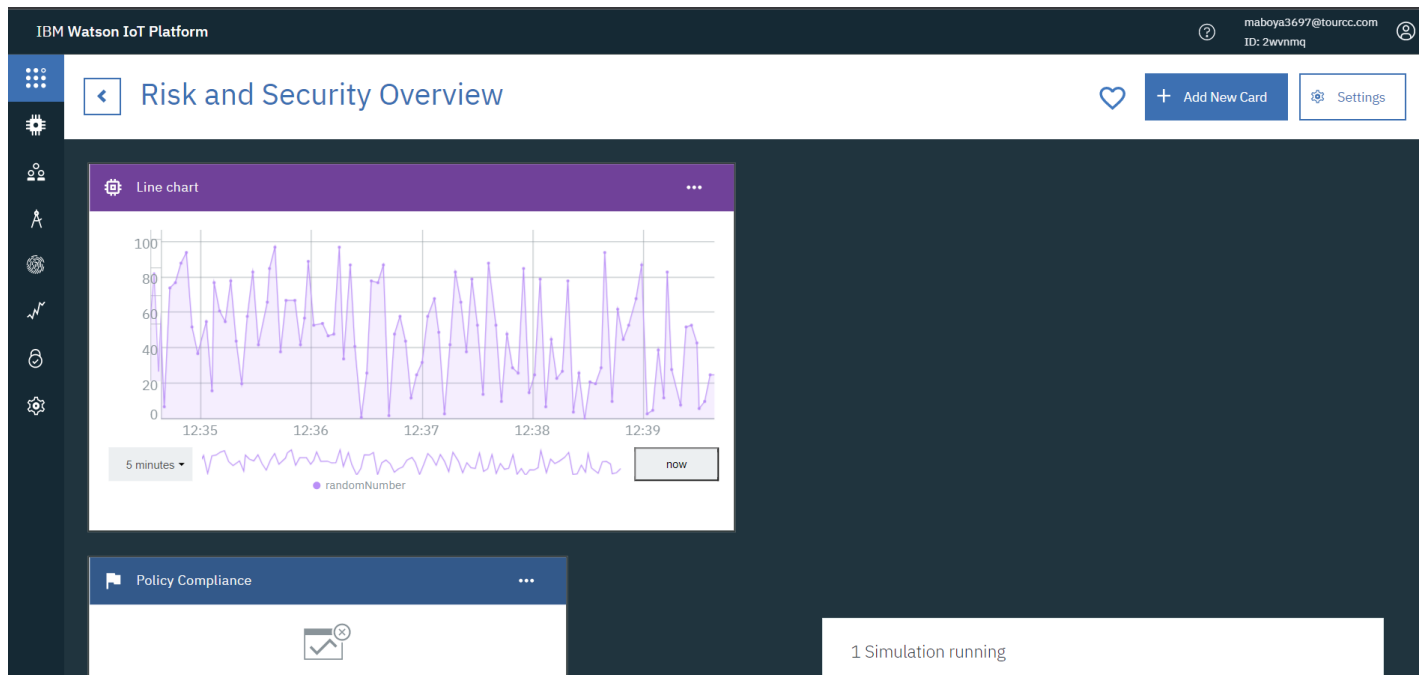 IBM Watson IoT Platform
maboya3697@tourcc.com
ID: 2wvnmq
Risk and Security Overview
+ Add New Card
Settings
Line chart
100
80
60
40
20
0
12:35 12:36 12:37 12:38 12:39
5 minutes
now
randomNumber
Policy Compliance
1 Simulation running